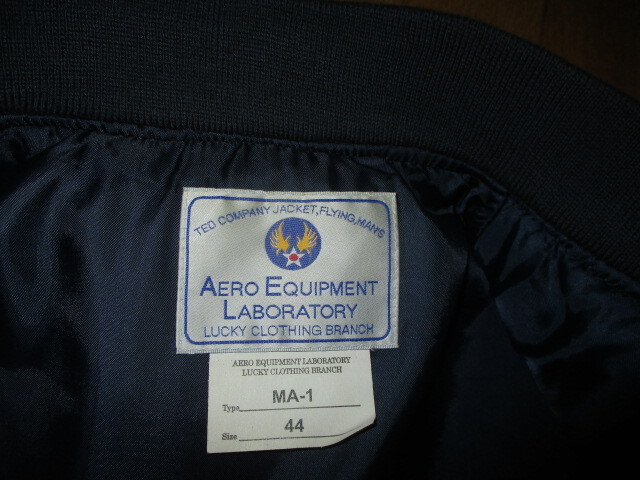 TED COMPANY JACKET, FLYING, MAN'S
AERO EQUIPMENT
LABORATORY
LUCKY CLOTHING BRANCH
AERO EQUIPMENT LABORATORY
LUCKY CLOTHING BRANCH
Type MA-1
Size 44